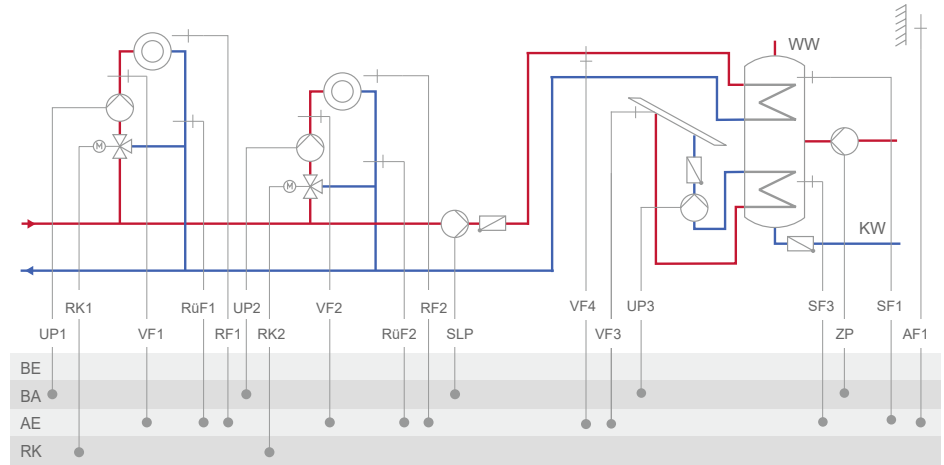 WW
M
M
KW
RK1 RüF1 UP2 VF2 RF2 VF4 UP3 SF3 SF1
UP1 VF1 RF1 RK2 RüF2 SLP VF3 ZP AF1
BE
BA
AE
RK